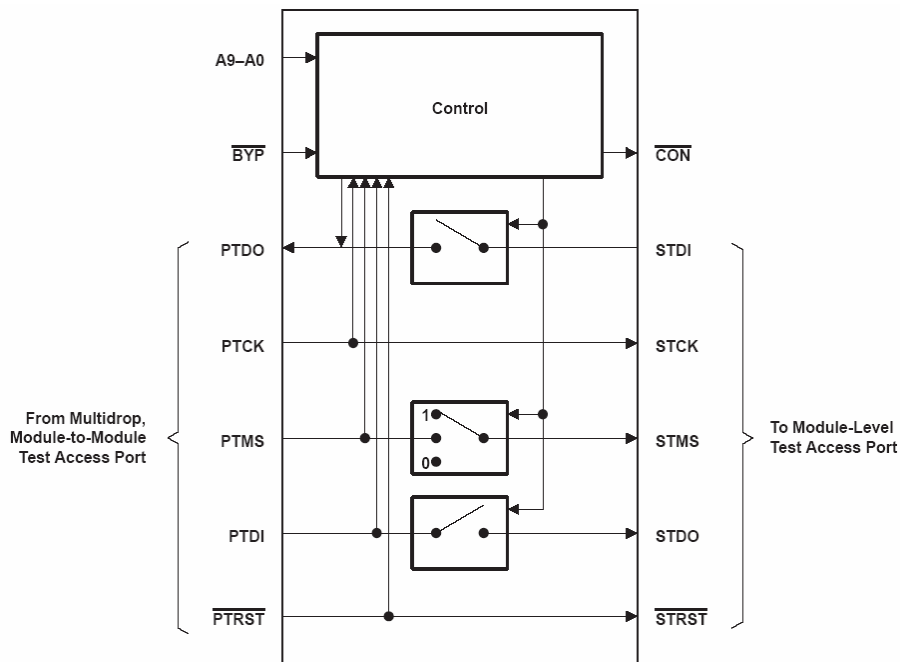 A9–A0
Control
BYP
CON
PTDO
STDI
PTCK
STCK
From Multidrop,
Module-to-Module
Test Access Port
PTMS
1
0
STMS
To Module-Level
Test Access Port
PTDI
STDO
PTRST
STRST